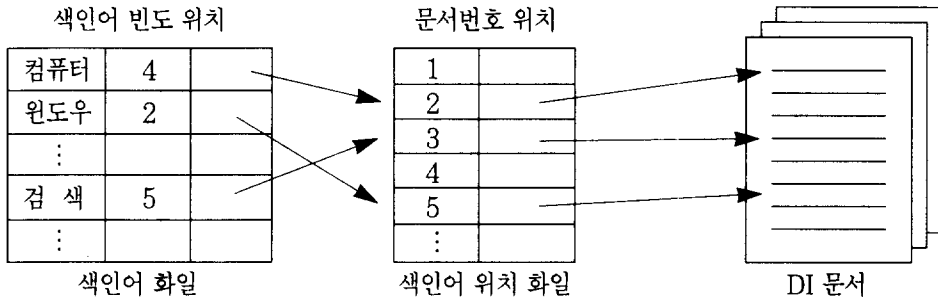 색인어 빈도 위치
컴퓨터 4
윈도우 2
⋮
검 색 5
⋮
색인어 화일
문서번호 위치
1
2
3
4
5
⋮
색인어 위치 화일
DI 문서